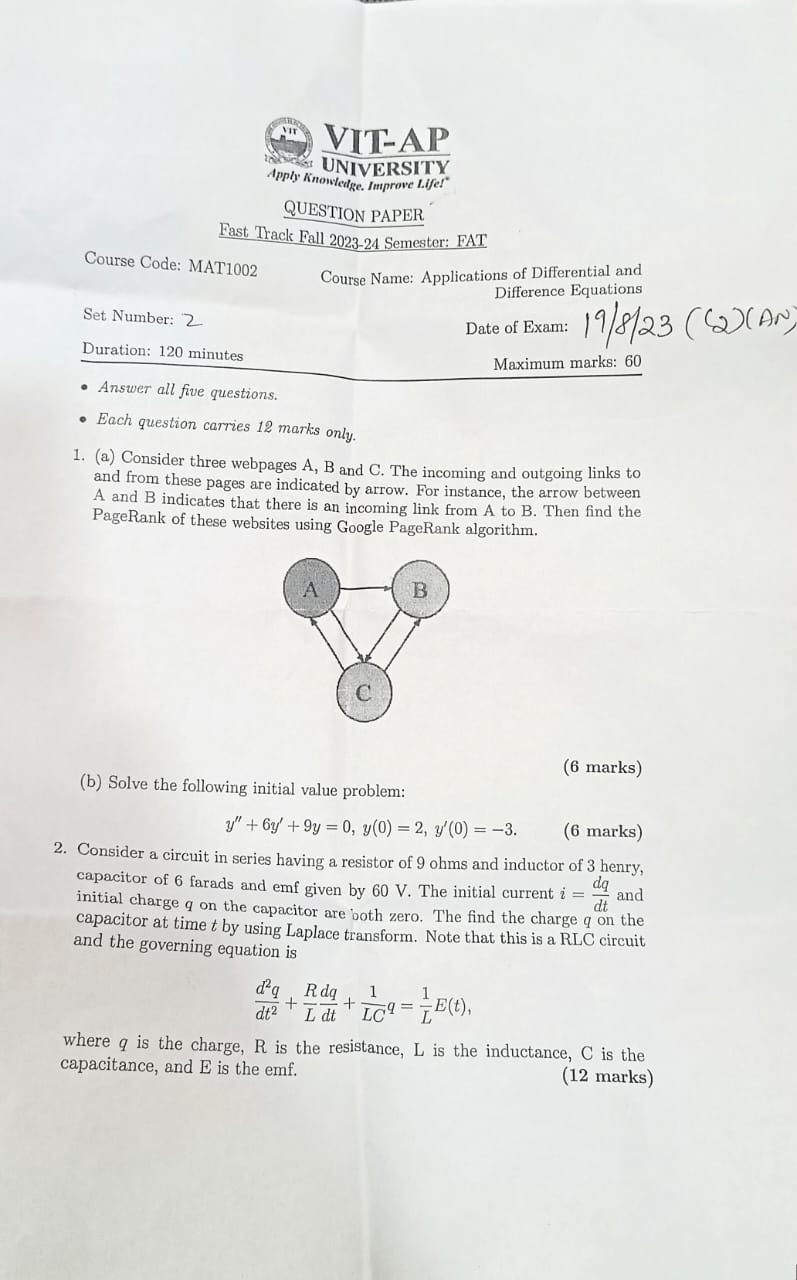 VIT
VIT-AP
UNIVERSITY
Apply Knowledge. Improve Life!
QUESTION PAPER
Fast Track Fall 2023-24 Semester: FAT
Course Code: MAT1002
Course Name: Applications of Differential and
Difference Equations
Set Number: 2
Date of Exam: 19/8/23 (AN)
Duration: 120 minutes
Maximum marks: 60
• Answer all five questions.
• Each question carries 12 marks only.
1. (a) Consider three webpages A, B and C. The incoming and outgoing links to
and from these pages are indicated by arrow. For instance, the arrow between
A and B indicates that there is an incoming link from A to B. Then find the
PageRank of these websites using Google PageRank algorithm.
A
B
C
(6 marks)
(b) Solve the following initial value problem:
y″ + 6y′ + 9y = 0, y(0) = 2, y′(0) = −3. (6 marks)
2. Consider a circuit in series having a resistor of 9 ohms and inductor of 3 henry,
capacitor of 6 farads and emf given by 60 V. The initial current i = dq/dt and
initial charge q on the capacitor are both zero. The find the charge q on the
capacitor at time t by using Laplace transform. Note that this is a RLC circuit
and the governing equation is
d²q/dt² + R/L dq/dt + 1/LC q = 1/L E(t),
where q is the charge, R is the resistance, L is the inductance, C is the
capacitance, and E is the emf.
(12 marks)